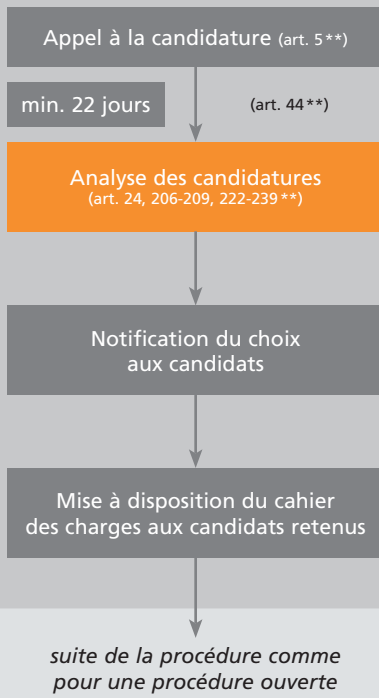 Appel à la candidature (art. 5**)
min. 22 jours
(art. 44**)
Analyse des candidatures
(art. 24, 206-209, 222-239**)
Notification du choix
aux candidats
Mise à disposition du cahier
des charges aux candidats retenus
suite de la procédure comme
pour une procédure ouverte